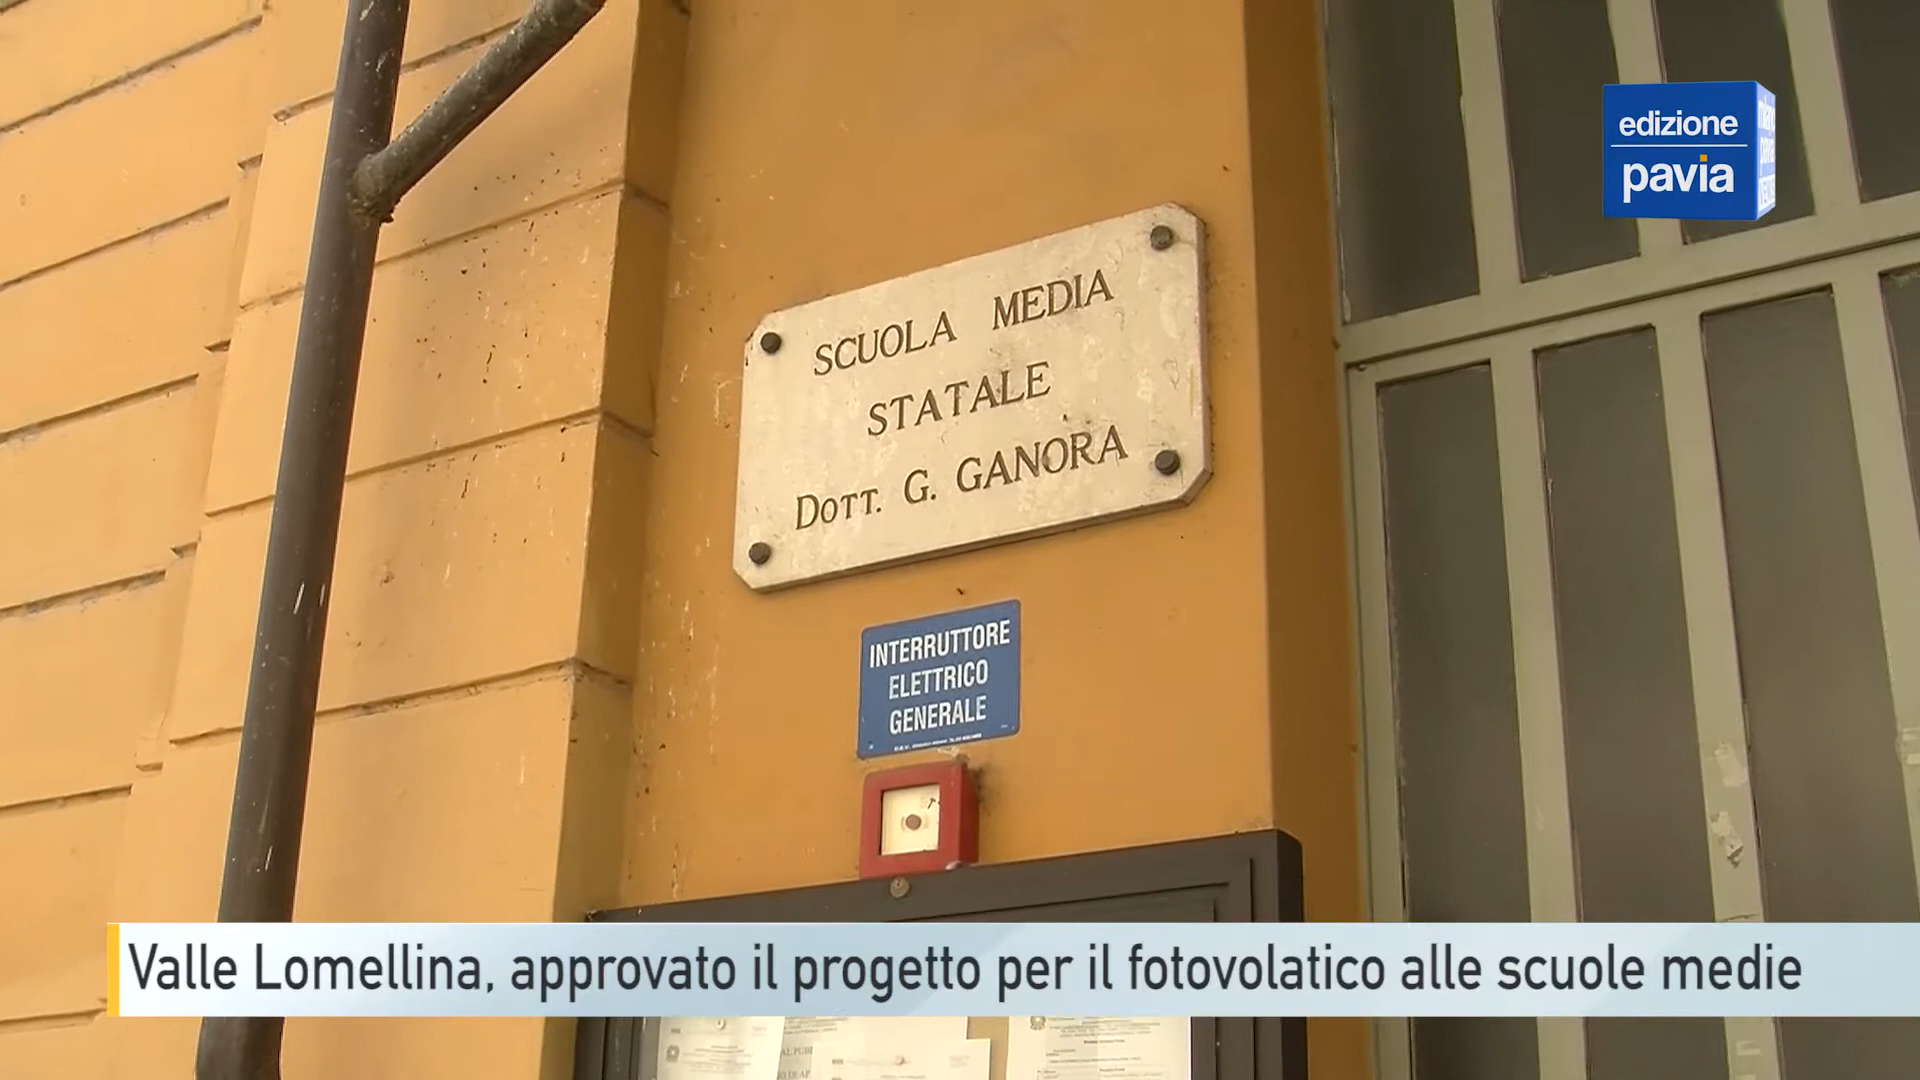 edizione
pavia
SCUOLA MEDIA
STATALE
DOTT. G. GANORA
INTERRUTTORE
ELETTRICO
GENERALE
Valle Lomellina, approvato il progetto per il fotovolatico alle scuole medie